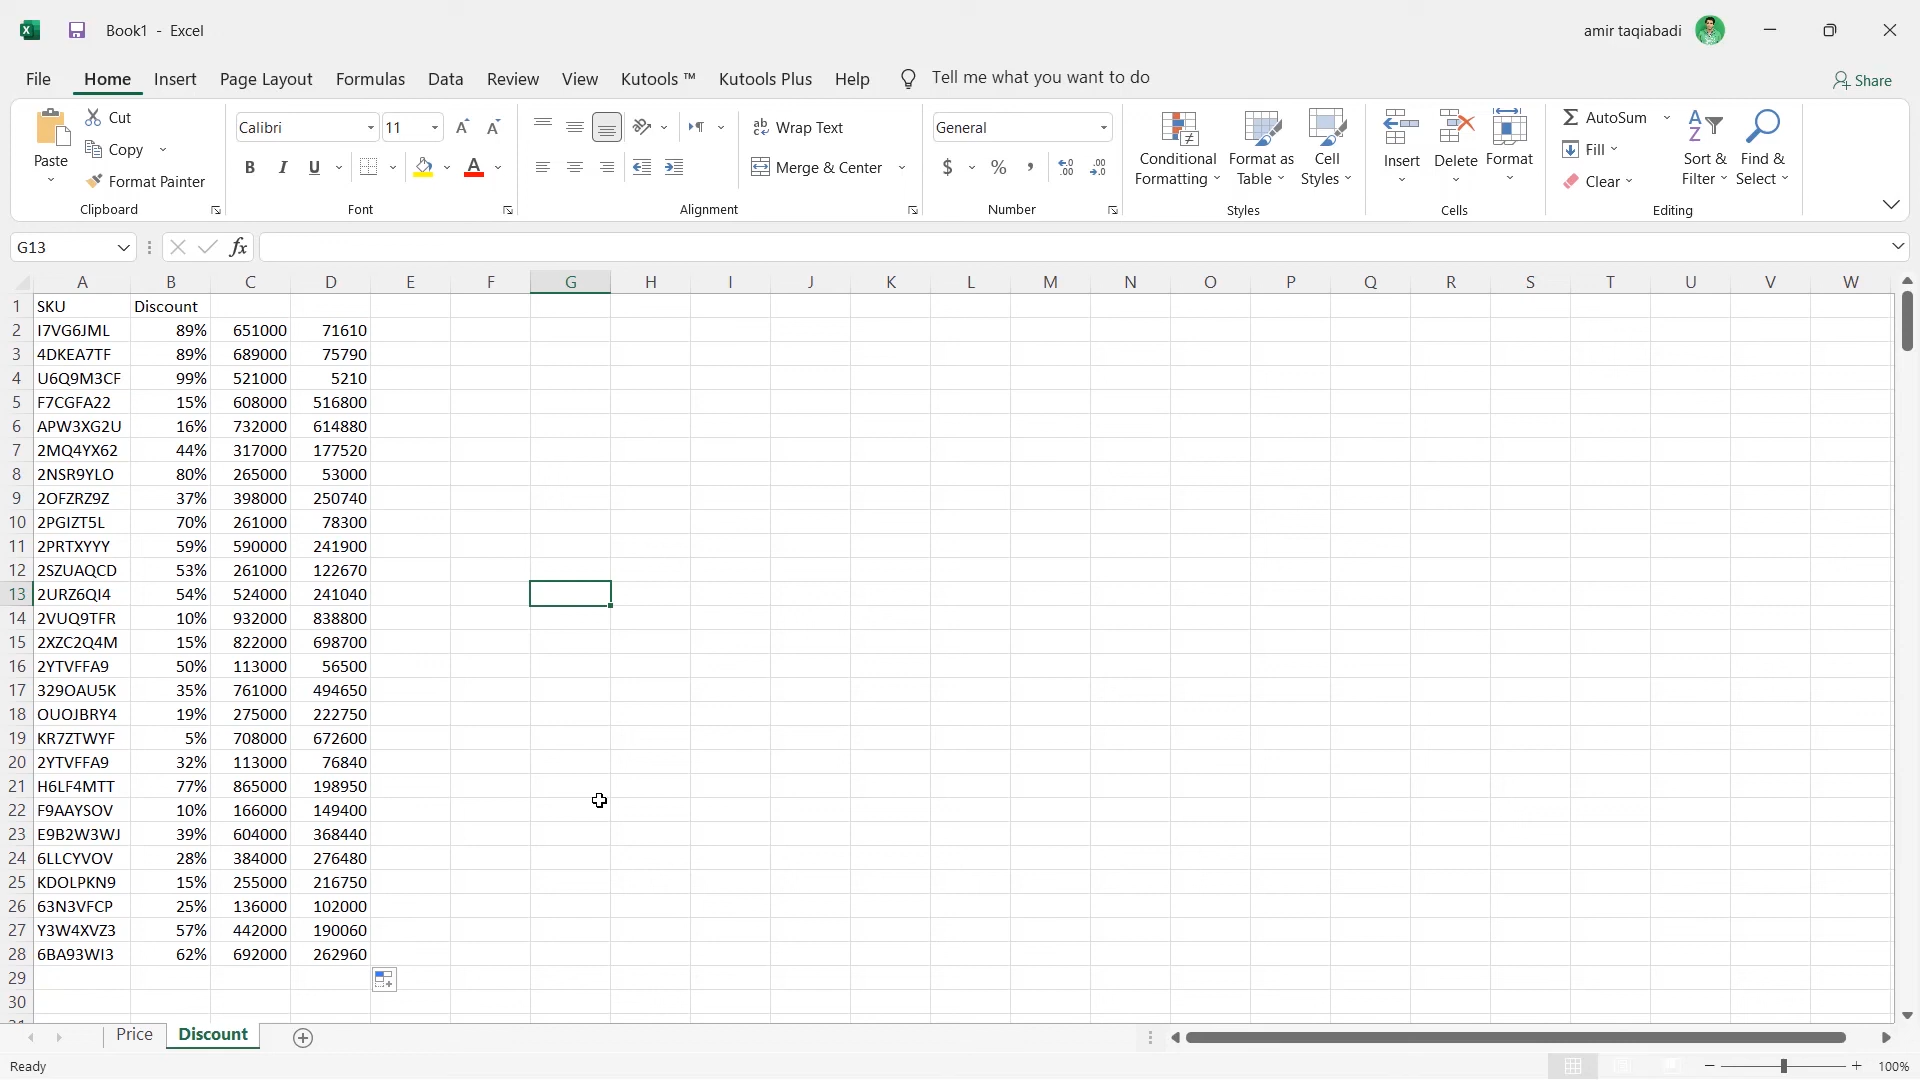 Book1 - Excel
amir taqiabadi
File Home Insert Page Layout Formulas Data Review View Kutools ™ Kutools Plus Help Tell me what you want to do Share
Paste Cut Copy Format Painter Clipboard
Calibri 11 B I U A Font
Wrap Text Merge & Center Alignment
General $ % , Number
Conditional Formatting Format as Table Cell Styles Styles
Insert Delete Format Cells
AutoSum Fill Clear Sort & Filter Find & Select Editing
G13 fx
A B C D E F G H I J K L M N O P Q R S T U V W
1 SKU Discount
2 I7VG6JML 89% 651000 71610
3 4DKEA7TF 89% 689000 75790
4 U6Q9M3CF 99% 521000 5210
5 F7CGFA22 15% 608000 516800
6 APW3XG2U 16% 732000 614880
7 2MQ4YX62 44% 317000 177520
8 2NSR9YLO 80% 265000 53000
9 2OFZRZ9Z 37% 398000 250740
10 2PGIZT5L 70% 261000 78300
11 2PRTXYYY 59% 590000 241900
12 2SZUAQCD 53% 261000 122670
13 2URZ6QI4 54% 524000 241040
14 2VUQ9TFR 10% 932000 838800
15 2XZC2Q4M 15% 822000 698700
16 2YTVFFA9 50% 113000 56500
17 329OAU5K 35% 761000 494650
18 OUOJBRY4 19% 275000 222750
19 KR7ZTWYF 5% 708000 672600
20 2YTVFFA9 32% 113000 76840
21 H6LF4MTT 77% 865000 198950
22 F9AAYSOV 10% 166000 149400
23 E9B2W3WJ 39% 604000 368440
24 6LLCYVOV 28% 384000 276480
25 KDOLPKN9 15% 255000 216750
26 63N3VFCP 25% 136000 102000
27 Y3W4XVZ3 57% 442000 190060
28 6BA93WI3 62% 692000 262960
29
30
Price Discount
Ready 100%